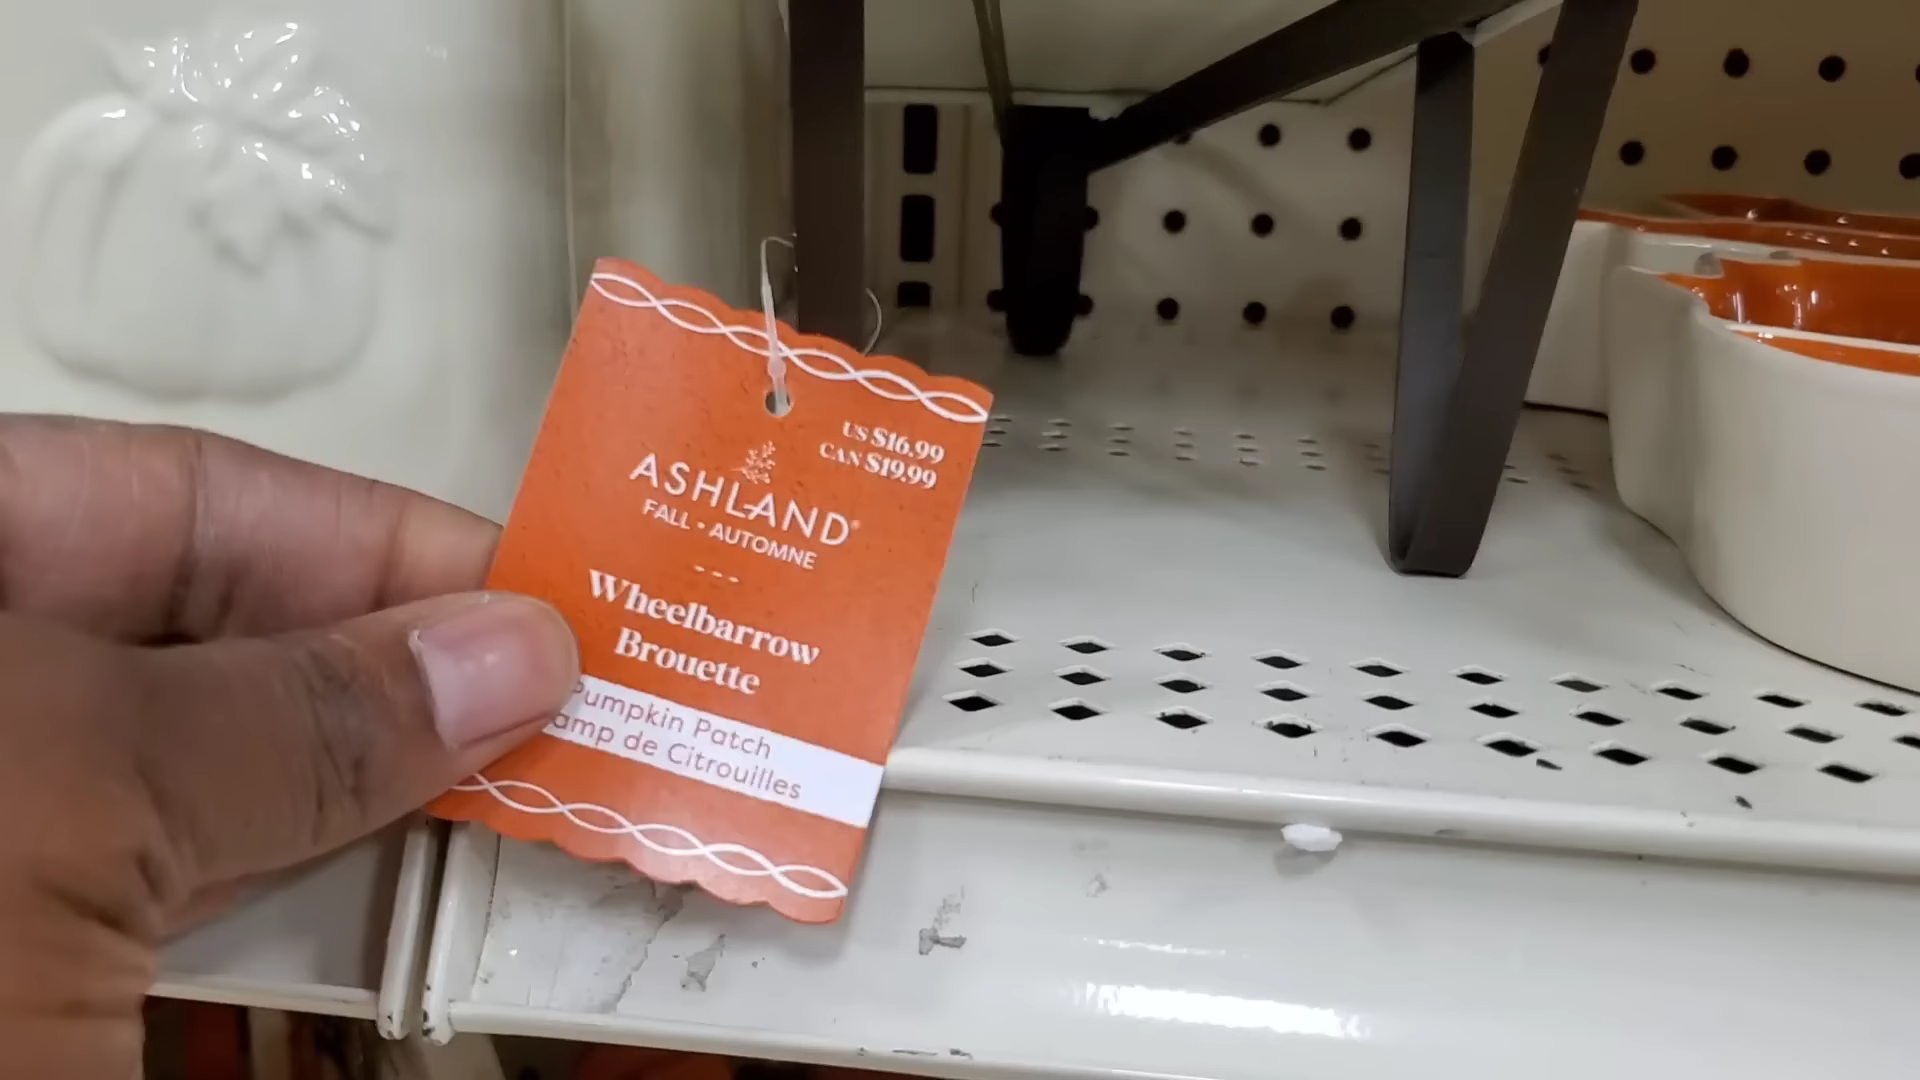 US $16.99
CAN $19.99
ASHLAND®
FALL • AUTOMNE
Wheelbarrow
Brouette
Pumpkin Patch
amp de Citrouilles